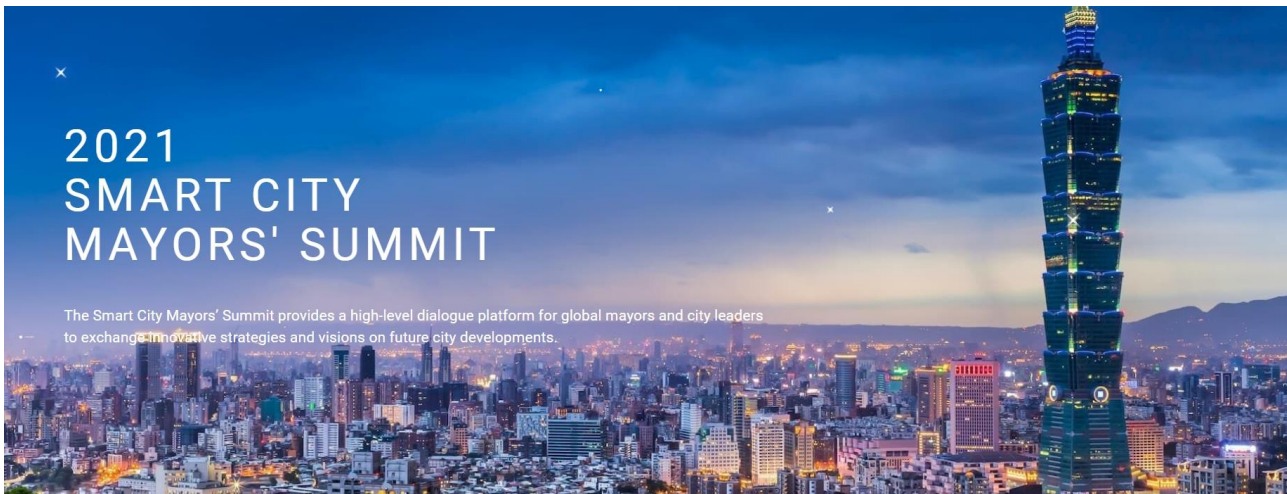 2021
SMART CITY
MAYORS' SUMMIT
The Smart City Mayors’ Summit provides a high-level dialogue platform for global mayors and city leaders
to exchange innovative strategies and visions on future city developments.